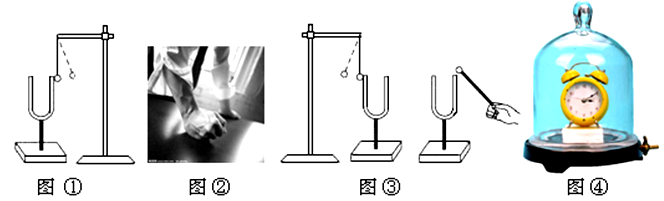 图 ① 图 ② 图 ③ 图 ④